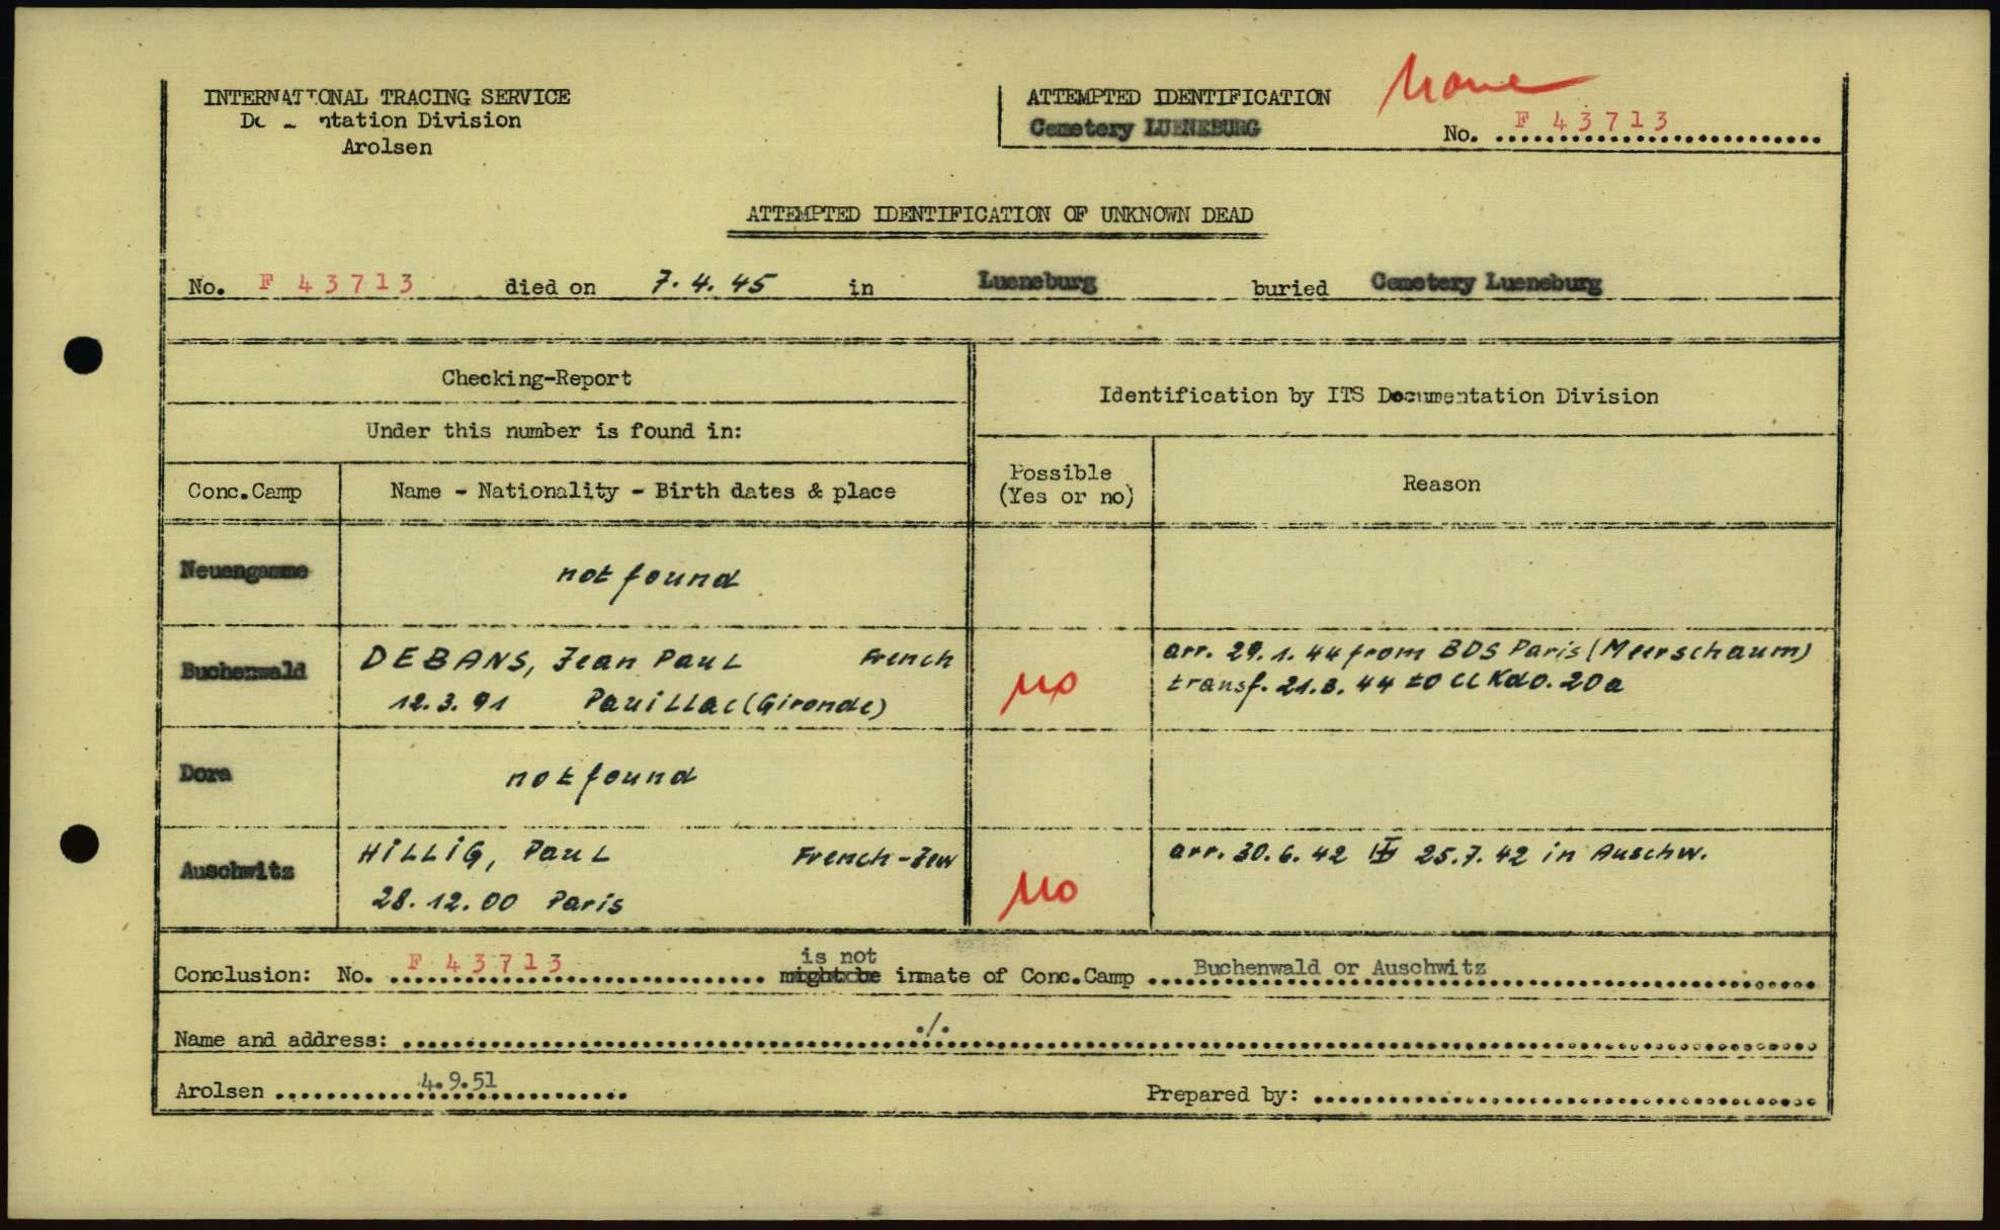 INTERNATIONAL TRACING SERVICE
Documentation Division
Arolsen
ATTEMPTED IDENTIFICATION
None
Cemetery LUENEBURG
No. F 43713
ATTEMPTED IDENTIFICATION OF UNKNOWN DEAD
No. F 43713 died on 7.4.45 in Lueneburg buried Cemetery Lueneburg
Checking-Report
Identification by ITS Documentation Division
Under this number is found in:
Conc.Camp
Name - Nationality - Birth dates & place
Possible
(Yes or no)
Reason
Neuengamme
not found
Buchenwald
DEBANS, Jean Paul French
12.3.91 Pauillac (Gironde)
no
arr. 29.1.44 from BDS Paris (Meerschaum)
transf. 21.8.44 to CC Kdo. 20a
Dora
not found
Auschwitz
HILLIG, Paul French-Jew
28.12.00 Paris
no
arr. 30.6.42 25.7.42 in Auschw.
Conclusion: No. F 43713 might be is not inmate of Conc.Camp Buchenwald or Auschwitz
Name and address: ./.
Arolsen 4.9.51
Prepared by: